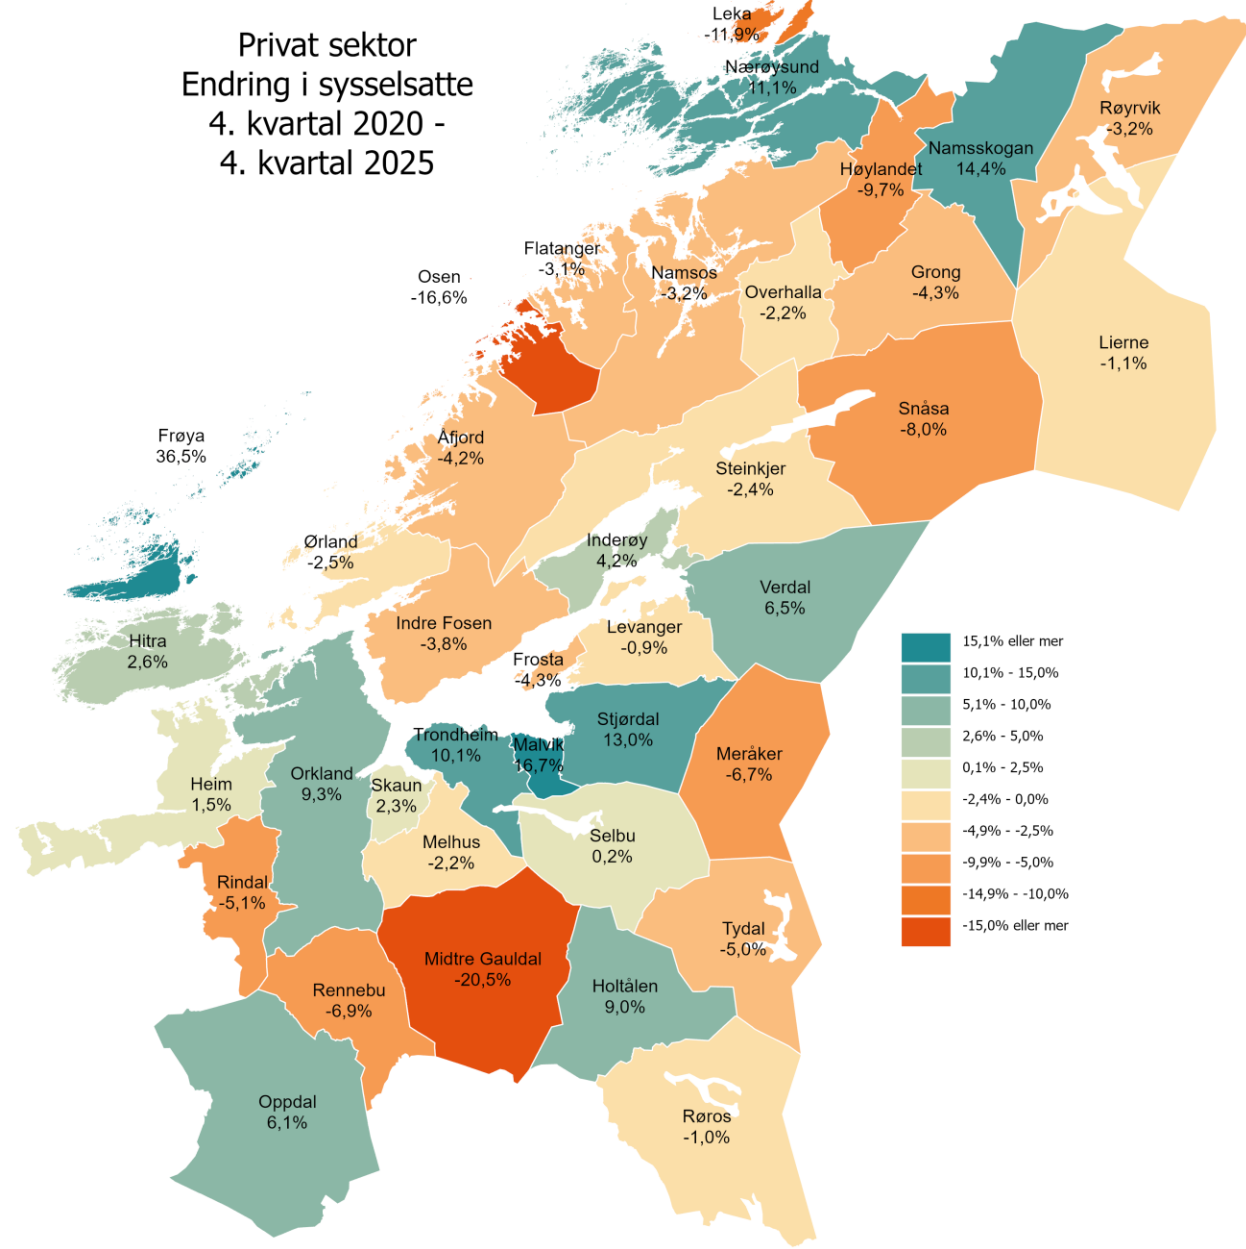 Privat sektor
Endring i sysselsatte
4. kvartal 2020 -
4. kvartal 2025
Leka
-11,9%
Nærøysund
11,1%
Røyrvik
-3,2%
Namsskogan
14,4%
Høylandet
-9,7%
Flatanger
-3,1%
Namsos
-3,2%
Osen
-16,6%
Overhalla
-2,2%
Grong
-4,3%
Lierne
-1,1%
Snåsa
-8,0%
Frøya
36,5%
Åfjord
-4,2%
Steinkjer
-2,4%
Ørland
-2,5%
Inderøy
4,2%
Verdal
6,5%
Hitra
2,6%
Indre Fosen
-3,8%
Levanger
-0,9%
Frosta
-4,3%
Stjørdal
13,0%
Trondheim
10,1%
Malvik
16,7%
Meråker
-6,7%
Heim
1,5%
Orkland
9,3%
Skaun
2,3%
Melhus
-2,2%
Selbu
0,2%
Rindal
-5,1%
Tydal
-5,0%
Midtre Gauldal
-20,5%
Rennebu
-6,9%
Holtålen
9,0%
Oppdal
6,1%
Røros
-1,0%
15,1% eller mer
10,1% - 15,0%
5,1% - 10,0%
2,6% - 5,0%
0,1% - 2,5%
-2,4% - 0,0%
-4,9% - -2,5%
-9,9% - -5,0%
-14,9% - -10,0%
-15,0% eller mer